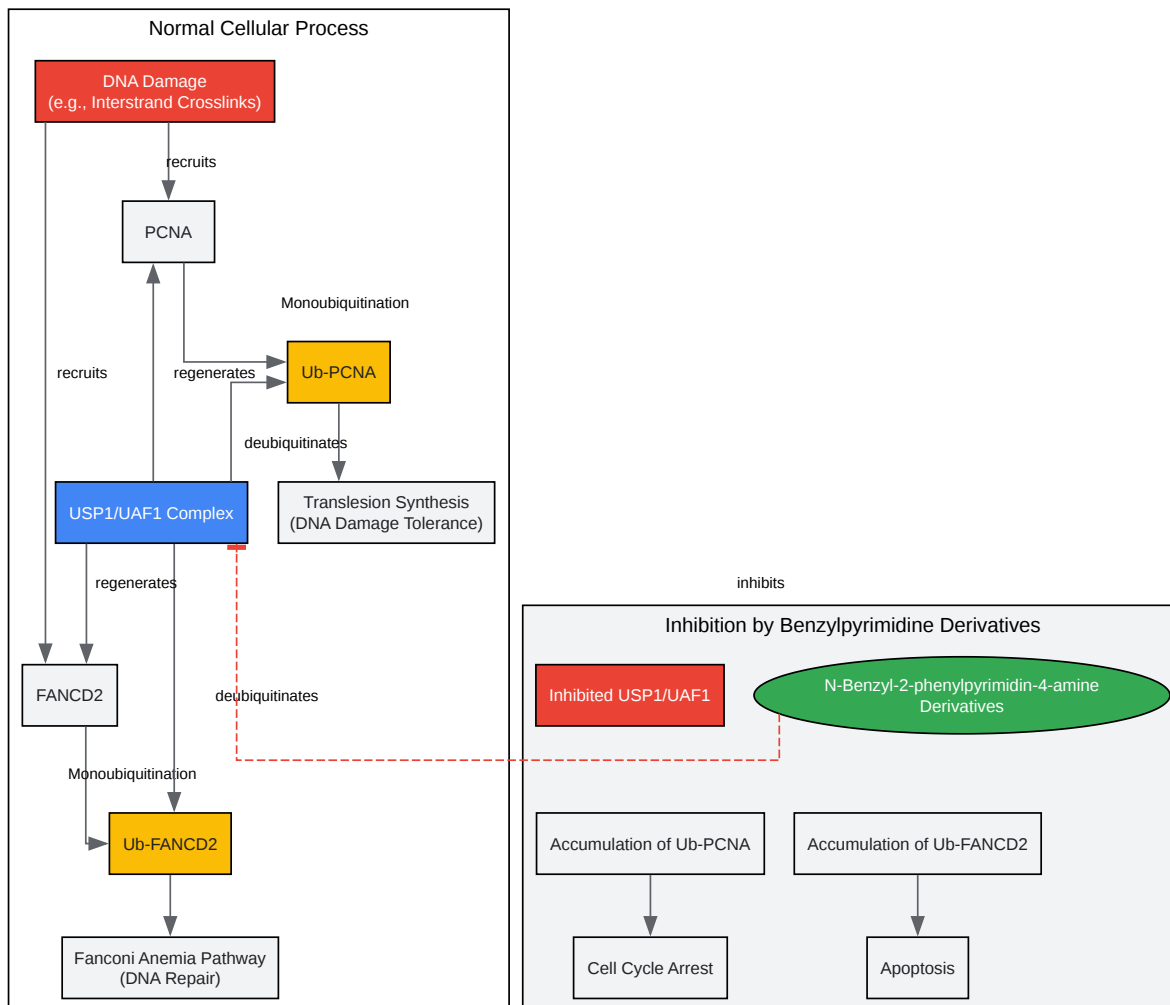 Normal Cellular Process
DNA Damage
(e.g., Interstrand Crosslinks)
recruits
PCNA
Monoubiquitination
recruits
regenerates
Ub-PCNA
deubiquitinates
USP1/UAF1 Complex
Translesion Synthesis
(DNA Damage Tolerance)
regenerates
FANCD2
deubiquitinates
Monoubiquitination
Ub-FANCD2
Fanconi Anemia Pathway
(DNA Repair)
inhibits
Inhibition by Benzylpyrimidine Derivatives
Inhibited USP1/UAF1
N-Benzyl-2-phenylpyrimidin-4-amine
Derivatives
Accumulation of Ub-PCNA
Accumulation of Ub-FANCD2
Cell Cycle Arrest
Apoptosis